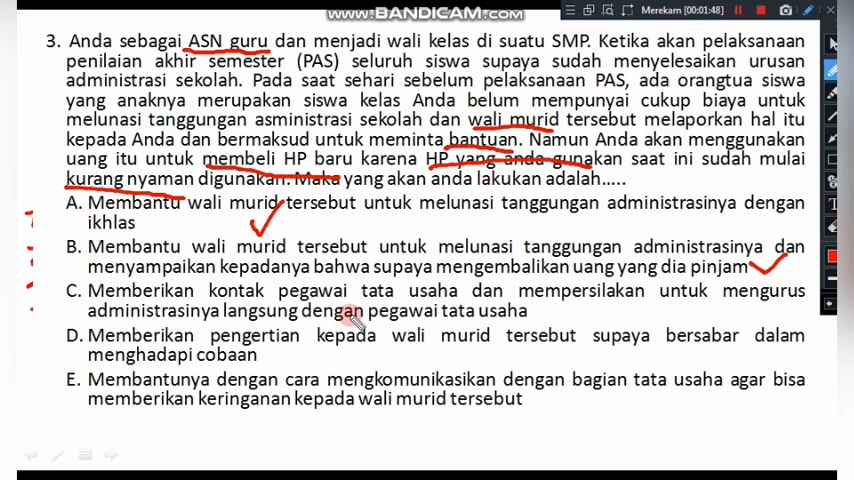 www.BANDICAM.com
Merekam [00:01:48]
3. Anda sebagai ASN guru dan menjadi wali kelas di suatu SMP. Ketika akan pelaksanaan
penilaian akhir semester (PAS) seluruh siswa supaya sudah menyelesaikan urusan
administrasi sekolah. Pada saat sehari sebelum pelaksanaan PAS, ada orangtua siswa
yang anaknya merupakan siswa kelas Anda belum mempunyai cukup biaya untuk
melunasi tanggungan asministrasi sekolah dan wali murid tersebut melaporkan hal itu
kepada Anda dan bermaksud untuk meminta bantuan. Namun Anda akan menggunakan
uang itu untuk membeli HP baru karena HP yang anda gunakan saat ini sudah mulai
kurang nyaman digunakan. Maka yang akan anda lakukan adalah.....
A. Membantu wali murid tersebut untuk melunasi tanggungan administrasinya dengan
ikhlas
B. Membantu wali murid tersebut untuk melunasi tanggungan administrasinya dan
menyampaikan kepadanya bahwa supaya mengembalikan uang yang dia pinjam
C. Memberikan kontak pegawai tata usaha dan mempersilakan untuk mengurus
administrasinya langsung dengan pegawai tata usaha
D. Memberikan pengertian kepada wali murid tersebut supaya bersabar dalam
menghadapi cobaan
E. Membantunya dengan cara mengkomunikasikan dengan bagian tata usaha agar bisa
memberikan keringanan kepada wali murid tersebut